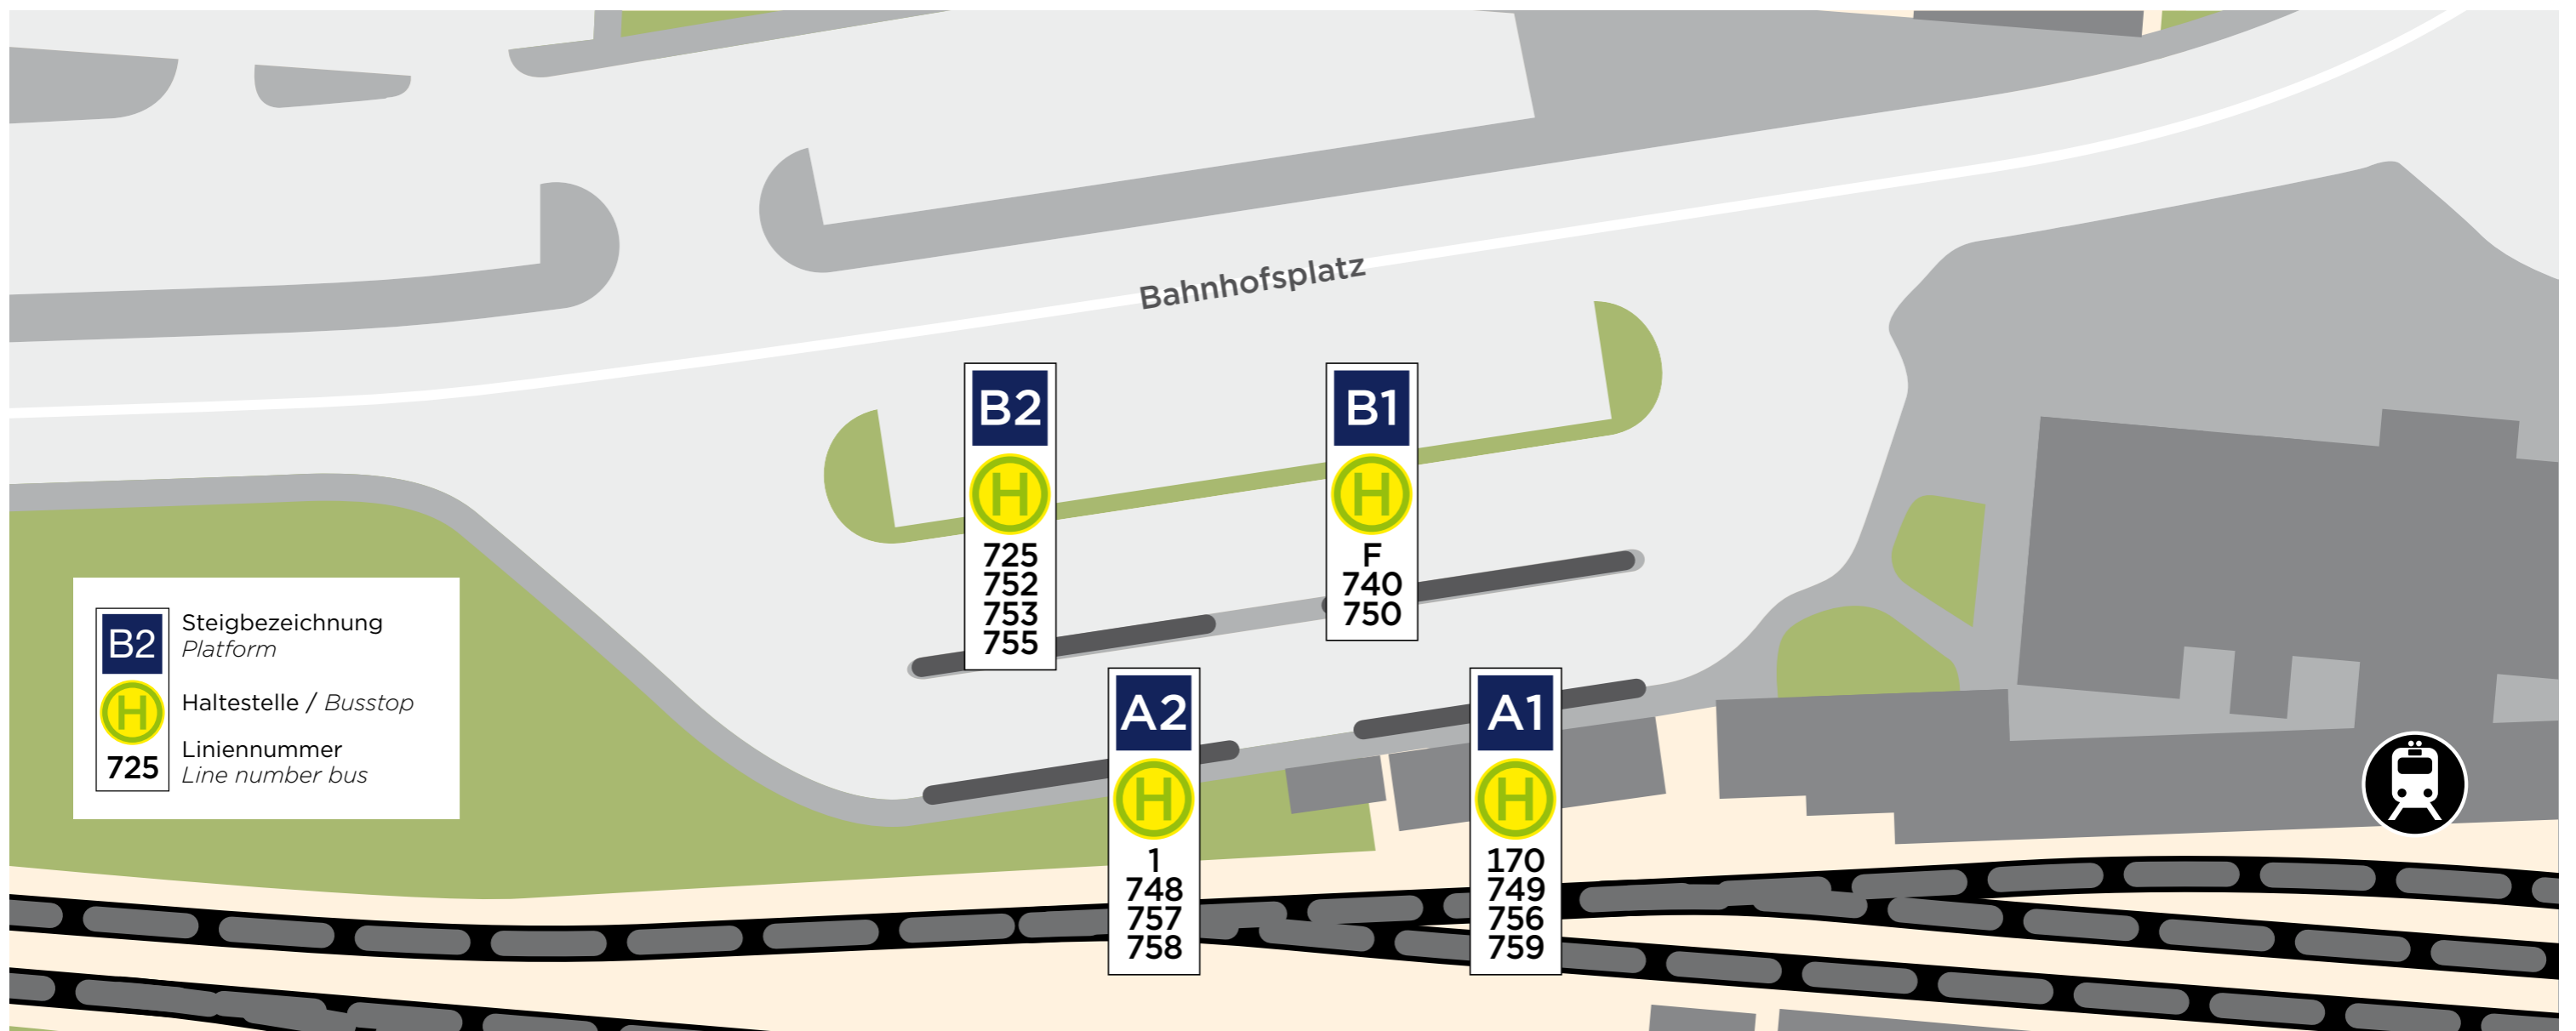 Bahnhofsplatz
B2
H
725
752
753
755
B1
H
F
740
750
A2
H
1
748
757
758
A1
H
170
749
756
759
B2
Steigbezeichnung
Platform
H
Haltestelle / Busstop
725
Liniennummer
Line number bus